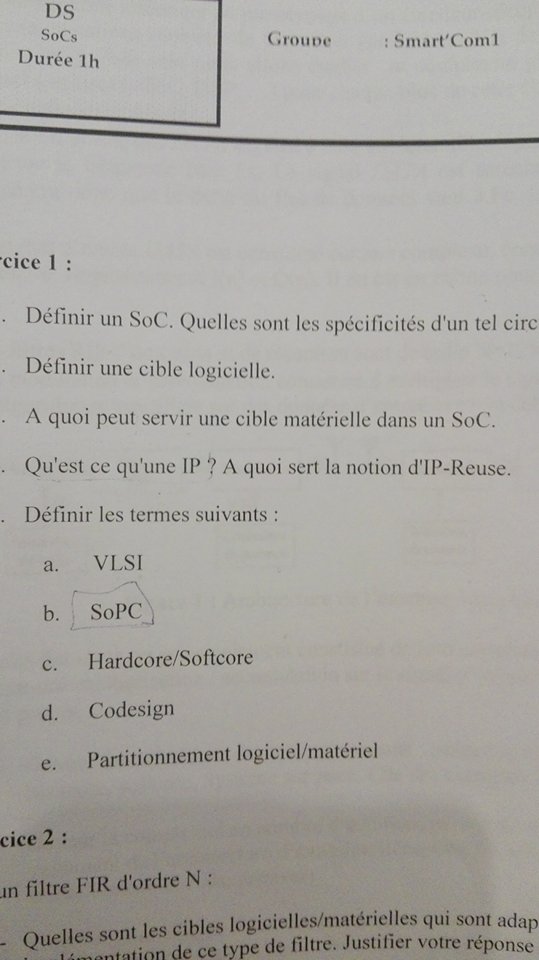 DS
SoCs
Durée 1h
Groupe : Smart'Com1
rcice 1 :
. Définir un SoC. Quelles sont les spécificités d'un tel circ
. Définir une cible logicielle.
. A quoi peut servir une cible matérielle dans un SoC.
. Qu'est ce qu'une IP ? A quoi sert la notion d'IP-Reuse.
. Définir les termes suivants :
a. VLSI
b. SoPC
c. Hardcore/Softcore
d. Codesign
e. Partitionnement logiciel/matériel
cice 2 :
un filtre FIR d'ordre N :
- Quelles sont les cibles logicielles/matérielles qui sont adap
de ce type de filtre. Justifier votre réponse